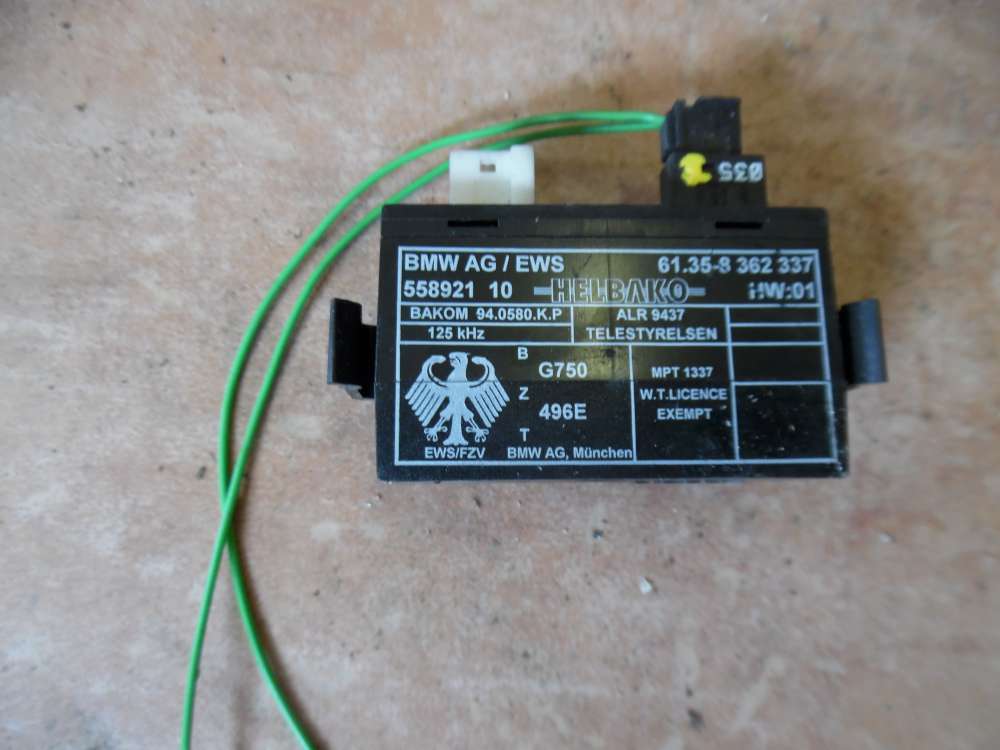 035
BMW AG / EWS 61.35-8 362 337
558921 10 HELBAKO HW:01
BAKOM 94.0580.K.P ALR 9437
125 kHz TELESTYRELSEN
B
G750 MPT 1337
Z W.T.LICENCE
496E EXEMPT
T
EWS/FZV BMW AG, München